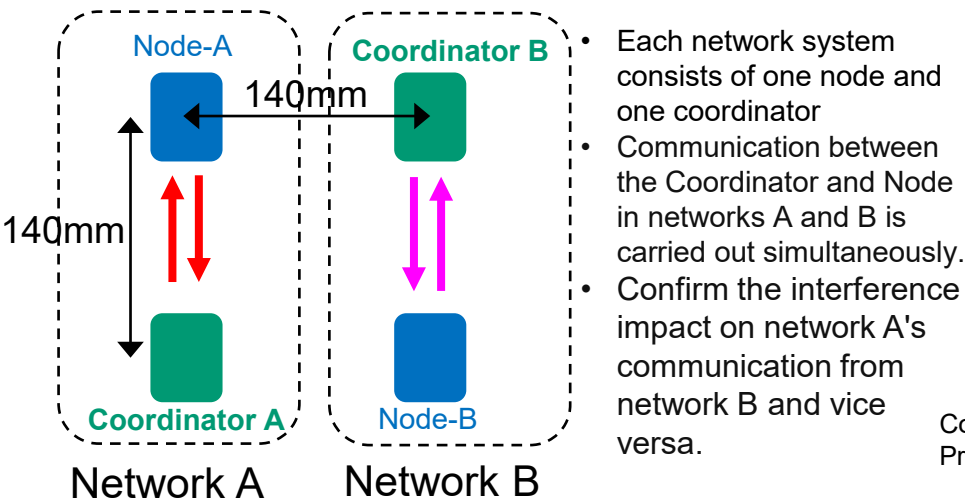 Node-A
Coordinator B
140mm
140mm
Coordinator A
Node-B
Network A
Network B
• Each network system
consists of one node and
one coordinator
• Communication between
the Coordinator and Node
in networks A and B is
carried out simultaneously.
• Confirm the interference
impact on network A's
communication from
network B and vice
versa.